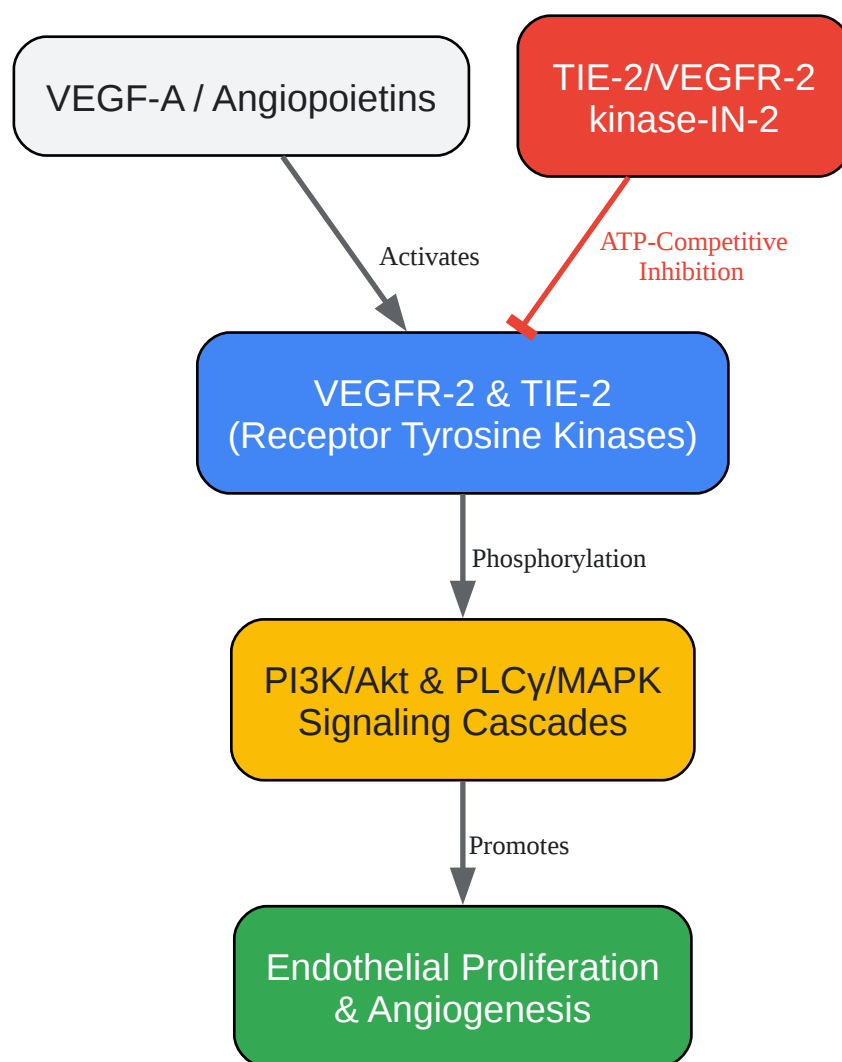 VEGF-A / Angiopoietins
TIE-2/VEGFR-2
kinase-IN-2
Activates
ATP-Competitive
Inhibition
VEGFR-2 & TIE-2
(Receptor Tyrosine Kinases)
Phosphorylation
PI3K/Akt & PLCγ/MAPK
Signaling Cascades
Promotes
Endothelial Proliferation
& Angiogenesis